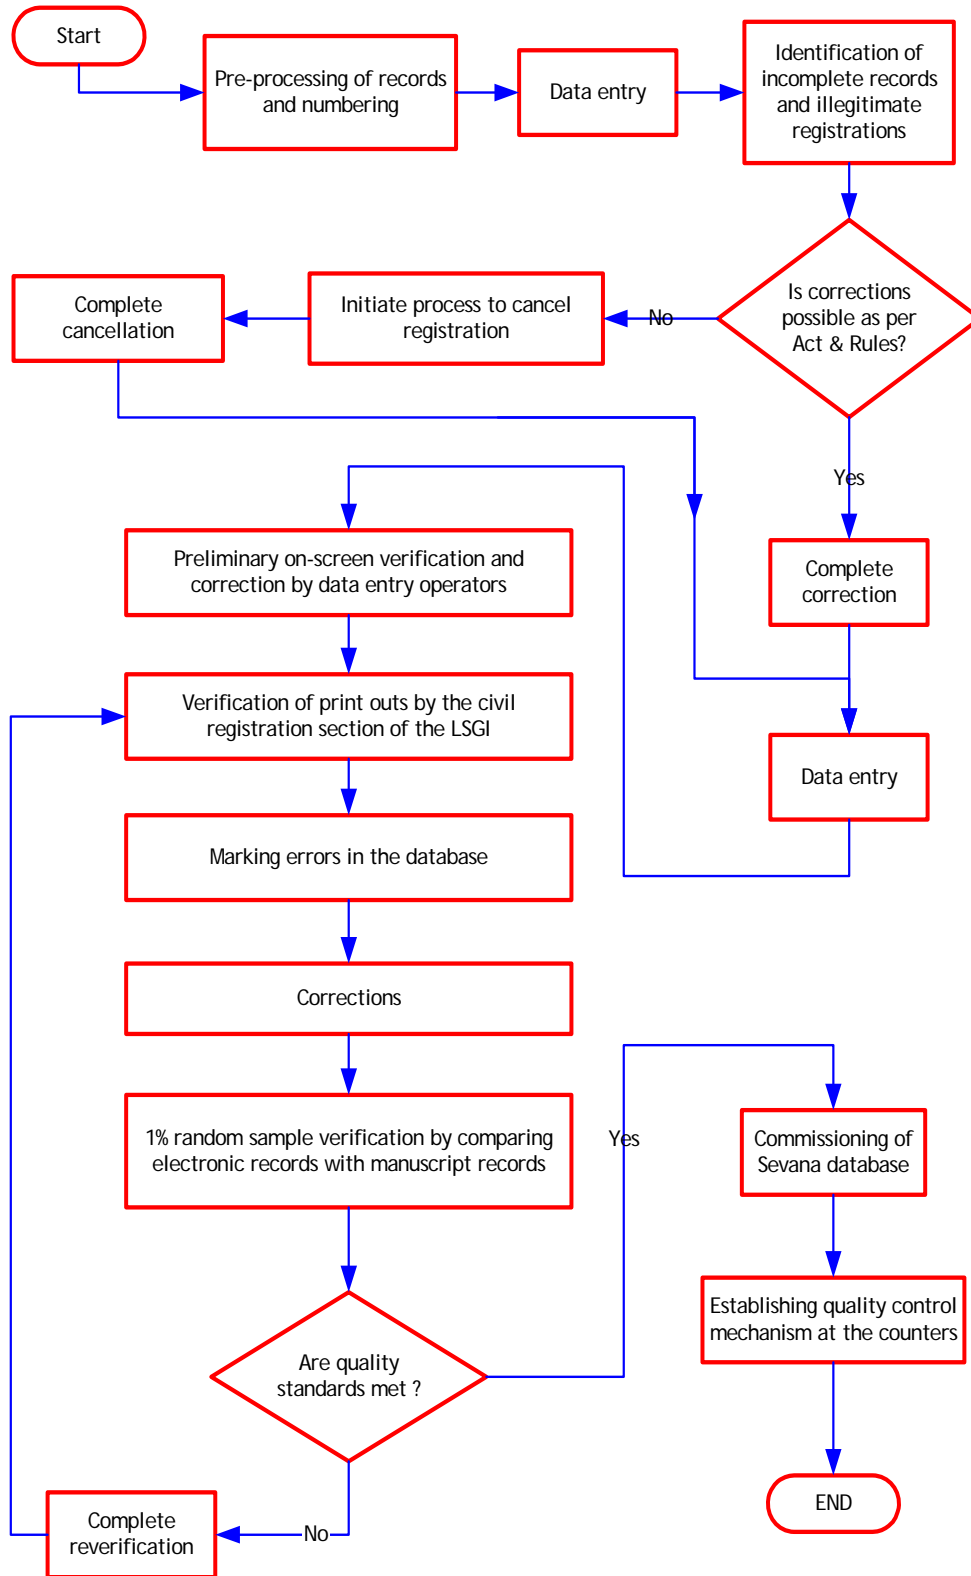 Start
Pre-processing of records
and numbering
Data entry
Identification of
incomplete records
and illegitimate
registrations
Is corrections
possible as per
Act & Rules?
No
Initiate process to cancel
registration
Complete
cancellation
Yes
Complete
correction
Data entry
Preliminary on-screen verification and
correction by data entry operators
Verification of print outs by the civil
registration section of the LSGI
Marking errors in the database
Corrections
1% random sample verification by comparing
electronic records with manuscript records
Are quality
standards met ?
Yes
Commissioning of
Sevana database
Establishing quality control
mechanism at the counters
END
No
Complete
reverification